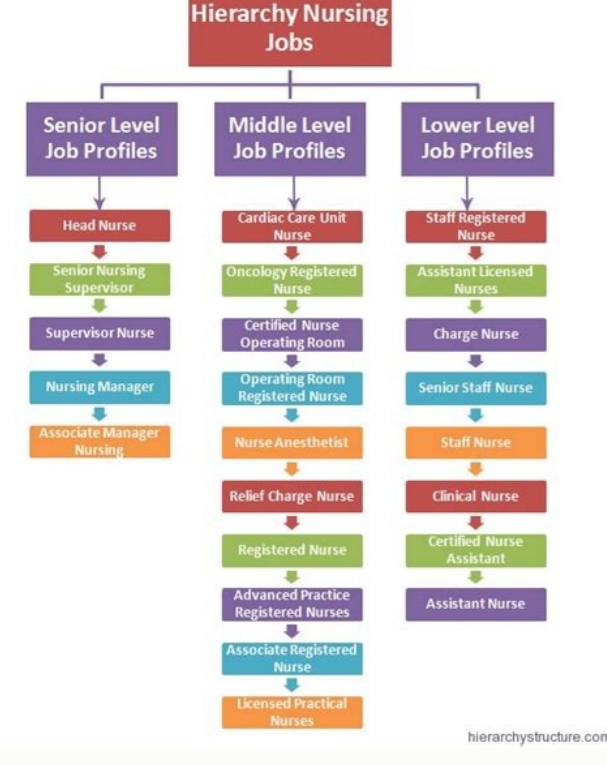 Hierarchy Nursing
Jobs
Senior Level
Job Profiles
Head Nurse
Senior Nursing
Supervisor
Supervisor Nurse
Nursing Manager
Associate Manager
Nursing
Middle Level
Job Profiles
Cardiac Care Unit
Nurse
Oncology Registered
Nurse
Certified Nurse
Operating Room
Operating Room
Registered Nurse
Nurse Anesthetist
Relief Charge Nurse
Registered Nurse
Advanced Practice
Registered Nurses
Associate Registered
Nurse
Licensed Practical
Nurses
Lower Level
Job Profiles
Staff Registered
Nurse
Assistant Licensed
Nurses
Charge Nurse
Senior Staff Nurse
Staff Nurse
Clinical Nurse
Certified Nurse
Assistant
Assistant Nurse
hierarchystructure.com